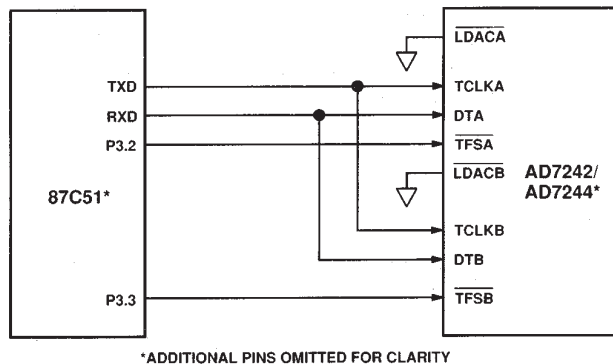 LDACA
TXD
TCLKA
RXD
DTA
P3.2
TFSA
LDACB
AD7242/
AD7244*
87C51*
TCLKB
DTB
P3.3
TFSB
*ADDITIONAL PINS OMITTED FOR CLARITY